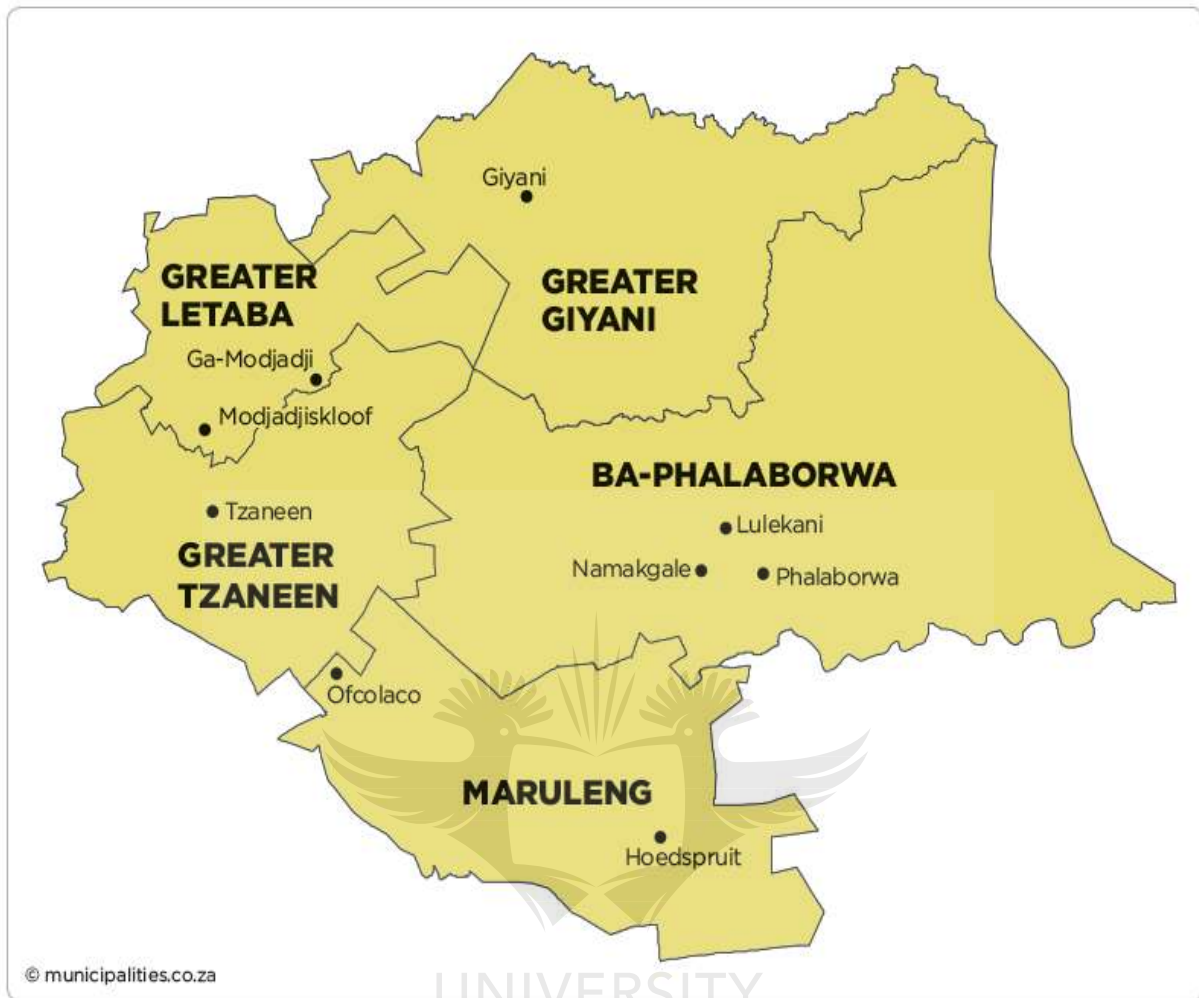 Giyani
GREATER
LETABA
GREATER
GIYANI
Ga-Modjadji
Modjadjiskloof
BA-PHALABORWA
Tzaneen
Lulekani
GREATER
TZANEEN
Namakgale
Phalaborwa
Ofcolaco
MARULENG
Hoedspruit
© municipalities.co.za
UNIVERSITY